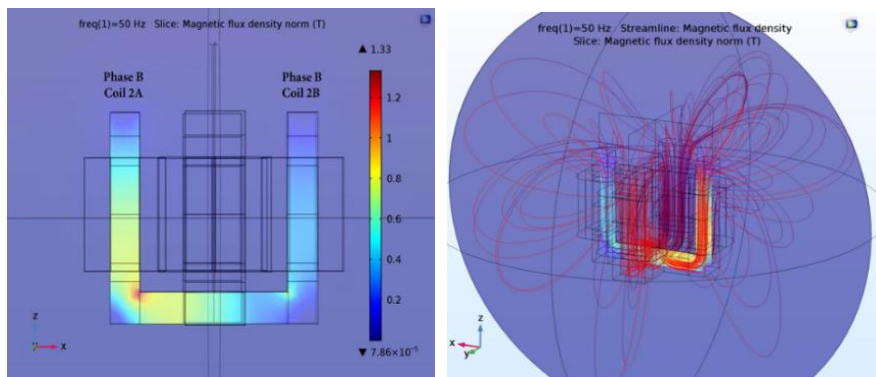 freq(1)=50 Hz Slice: Magnetic flux density norm (T)
Phase B
Coil 2A
Phase B
Coil 2B
▲ 1.33
1.2
1
0.8
0.6
0.4
0.2
▼ 7.86×10⁻⁵
z
y
x
freq(1)=50 Hz Streamline: Magnetic flux density
Slice: Magnetic flux density norm (T)
z
x
y